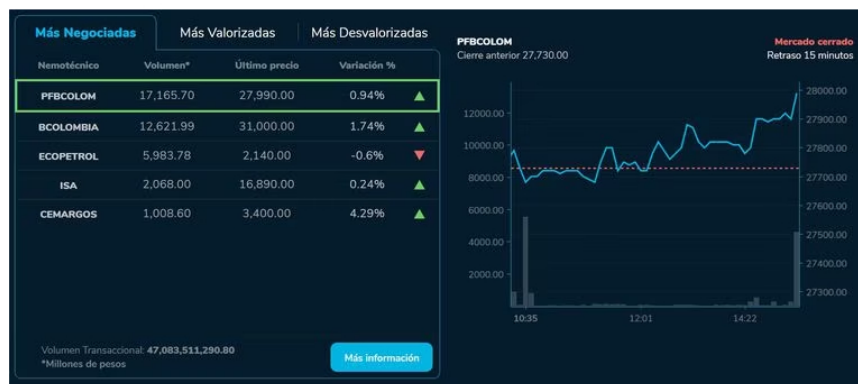 Más Negociadas Más Valorizadas Más Desvalorizadas
Nemotécnico Volumen* Último precio Variación %
PFBCOLOM 17,165.70 27,990.00 0.94%
BCOLOMBIA 12,621.99 31,000.00 1.74%
ECOPETROL 5,983.78 2,140.00 -0.6%
ISA 2,068.00 16,890.00 0.24%
CEMARGOS 1,008.60 3,400.00 4.29%
Volumen Transaccional: 47,083,511,290.80
*Millones de pesos
Más información
PFBCOLOM Mercado cerrado
Cierre anterior 27,730.00 Retraso 15 minutos
28000.00
12000.00 27900.00
10000.00 27800.00
8000.00 27700.00
6000.00 27600.00
27500.00
4000.00
27400.00
2000.00
27300.00
10:35 12:01 14:22